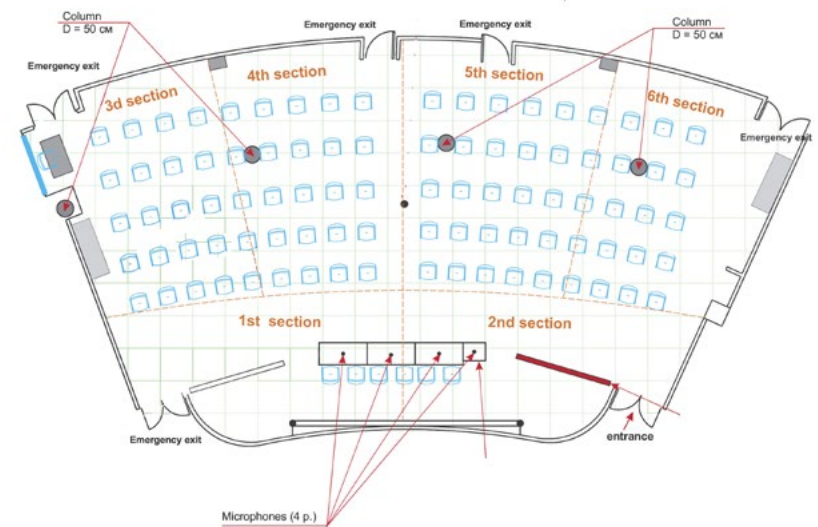 Column
D = 50 см
Emergency exit
Emergency exit
Column
D = 50 см
Emergency exit
3d section
4th section
5th section
6th section
Emergency exit
1st section
2nd section
Emergency exit
entrance
Microphones (4 p.)